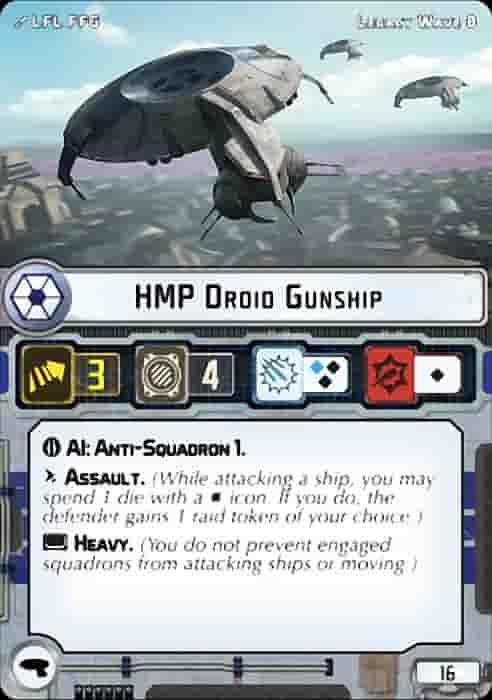 LFL FFG
Legacy Wave 0
HMP Droid Gunship
3
4
AI: Anti-Squadron 1.
Assault. (While attacking a ship, you may
spend 1 die with a icon. If you do, the
defender gains 1 raid token of your choice.)
Heavy. (You do not prevent engaged
squadrons from attacking ships or moving.)
16